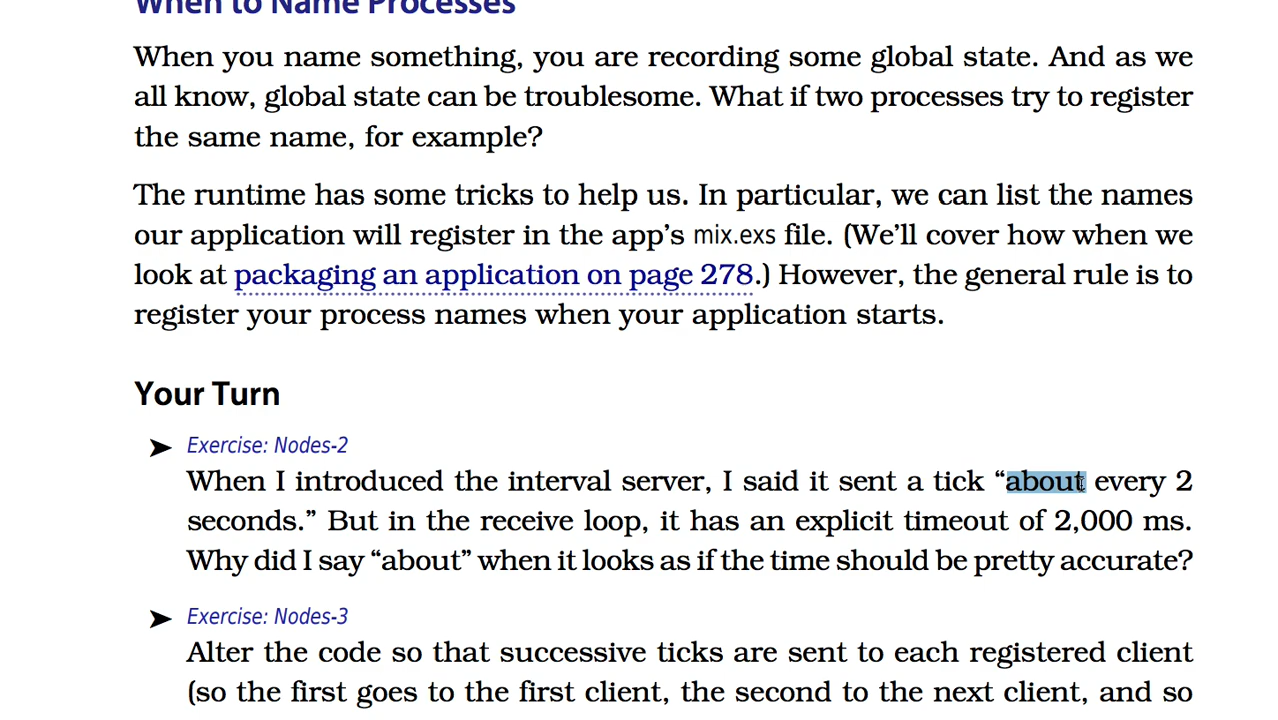 When to Name Processes
When you name something, you are recording some global state. And as we
all know, global state can be troublesome. What if two processes try to register
the same name, for example?
The runtime has some tricks to help us. In particular, we can list the names
our application will register in the app’s mix.exs file. (We’ll cover how when we
look at packaging an application on page 278.) However, the general rule is to
register your process names when your application starts.
Your Turn
➤ Exercise: Nodes-2
When I introduced the interval server, I said it sent a tick “about every 2
seconds.” But in the receive loop, it has an explicit timeout of 2,000 ms.
Why did I say “about” when it looks as if the time should be pretty accurate?
➤ Exercise: Nodes-3
Alter the code so that successive ticks are sent to each registered client
(so the first goes to the first client, the second to the next client, and so